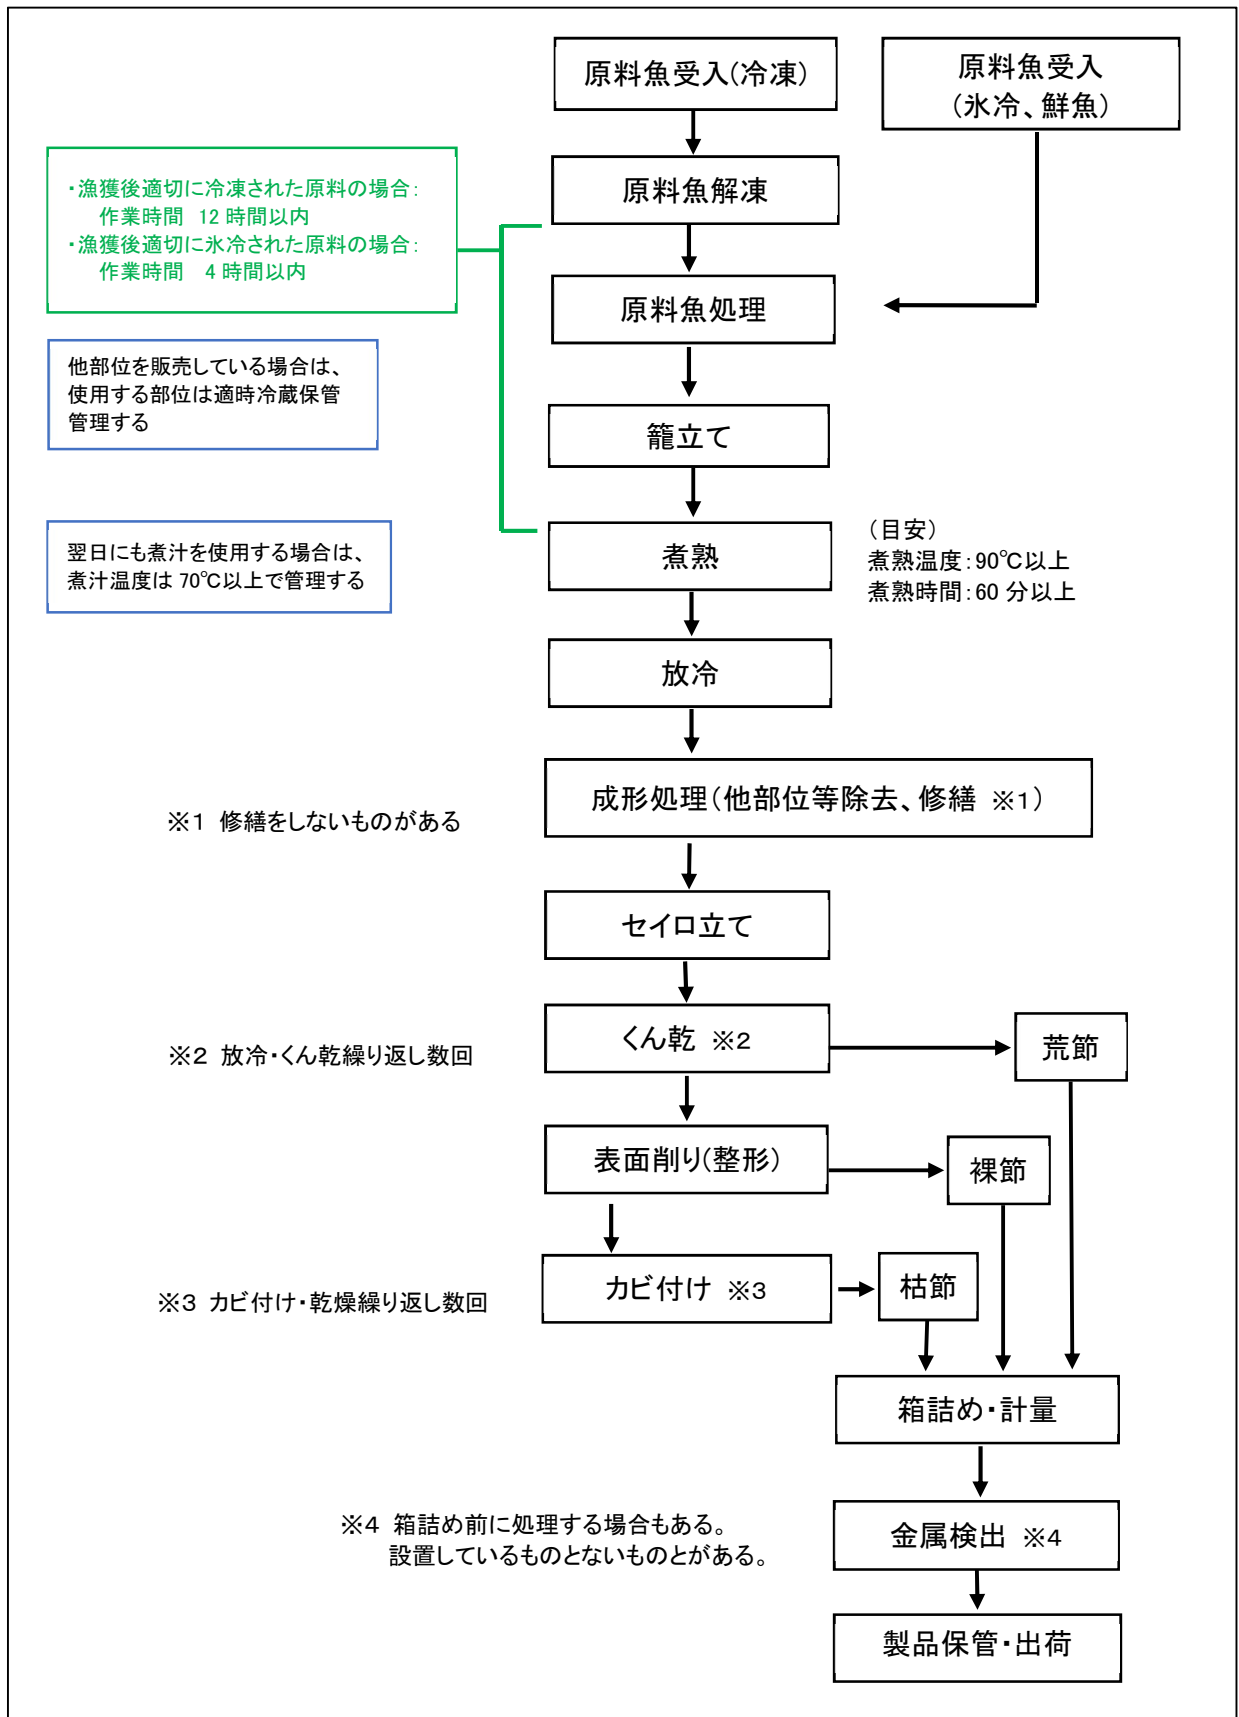 原料魚受入(冷凍)
原料魚受入
(氷冷、鮮魚)
・漁獲後適切に冷凍された原料の場合：
作業時間 12 時間以内
・漁獲後適切に氷冷された原料の場合：
作業時間 4 時間以内
原料魚解凍
原料魚処理
他部位を販売している場合は、
使用する部位は適時冷蔵保管
管理する
籠立て
翌日にも煮汁を使用する場合は、
煮汁温度は 70℃以上で管理する
煮熟
（目安）
煮熟温度：90℃以上
煮熟時間：60 分以上
放冷
成形処理（他部位等除去、修繕 ※１）
※１ 修繕をしないものがある
セイロ立て
くん乾 ※２
荒節
※２ 放冷・くん乾繰り返し数回
表面削り(整形)
裸節
カビ付け ※３
枯節
※３ カビ付け・乾燥繰り返し数回
箱詰め・計量
※４ 箱詰め前に処理する場合もある。
設置しているものとないものとがある。
金属検出 ※４
製品保管・出荷